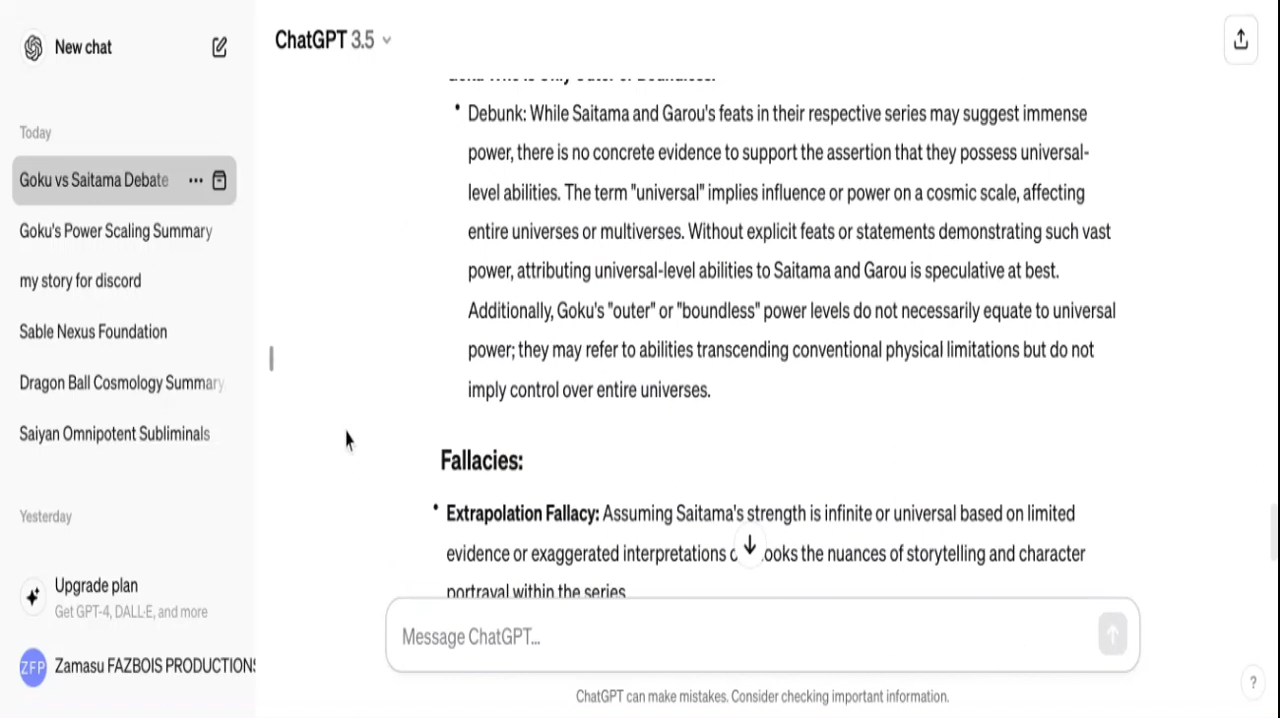 New chat
Today
Goku vs Saitama Debate
Goku's Power Scaling Summary
my story for discord
Sable Nexus Foundation
Dragon Ball Cosmology Summary
Saiyan Omnipotent Subliminals
Yesterday
Upgrade plan
Get GPT-4, DALL·E, and more
ZFP Zamasu FAZBOIS PRODUCTIONS
ChatGPT 3.5
• Debunk: While Saitama and Garou's feats in their respective series may suggest immense
power, there is no concrete evidence to support the assertion that they possess universal-
level abilities. The term "universal" implies influence or power on a cosmic scale, affecting
entire universes or multiverses. Without explicit feats or statements demonstrating such vast
power, attributing universal-level abilities to Saitama and Garou is speculative at best.
Additionally, Goku's "outer" or "boundless" power levels do not necessarily equate to universal
power; they may refer to abilities transcending conventional physical limitations but do not
imply control over entire universes.
Fallacies:
• Extrapolation Fallacy: Assuming Saitama's strength is infinite or universal based on limited
evidence or exaggerated interpretations ooks the nuances of storytelling and character
portrayal within the series
Message ChatGPT...
ChatGPT can make mistakes. Consider checking important information.
?